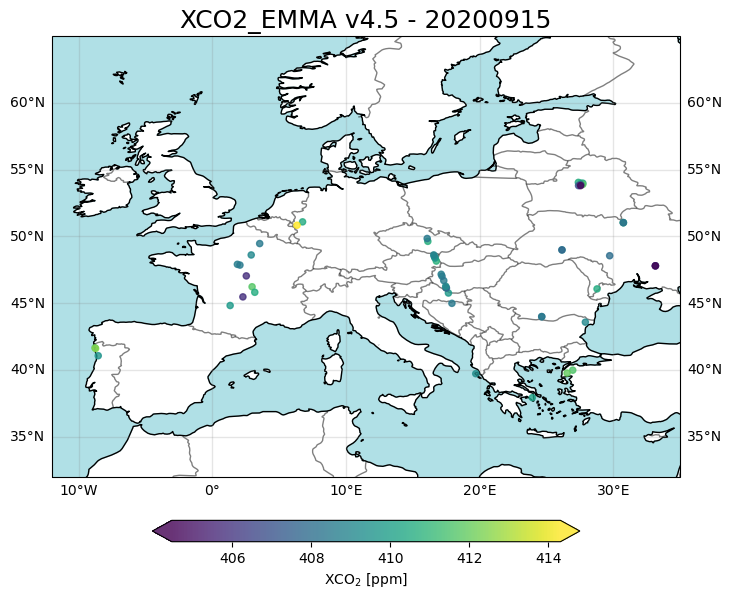 XCO2_EMMA v4.5 - 20200915
60°N 60°N
55°N 55°N
50°N 50°N
45°N 45°N
40°N 40°N
35°N 35°N
10°W 0° 10°E 20°E 30°E
406 408 410 412 414
XCO₂ [ppm]